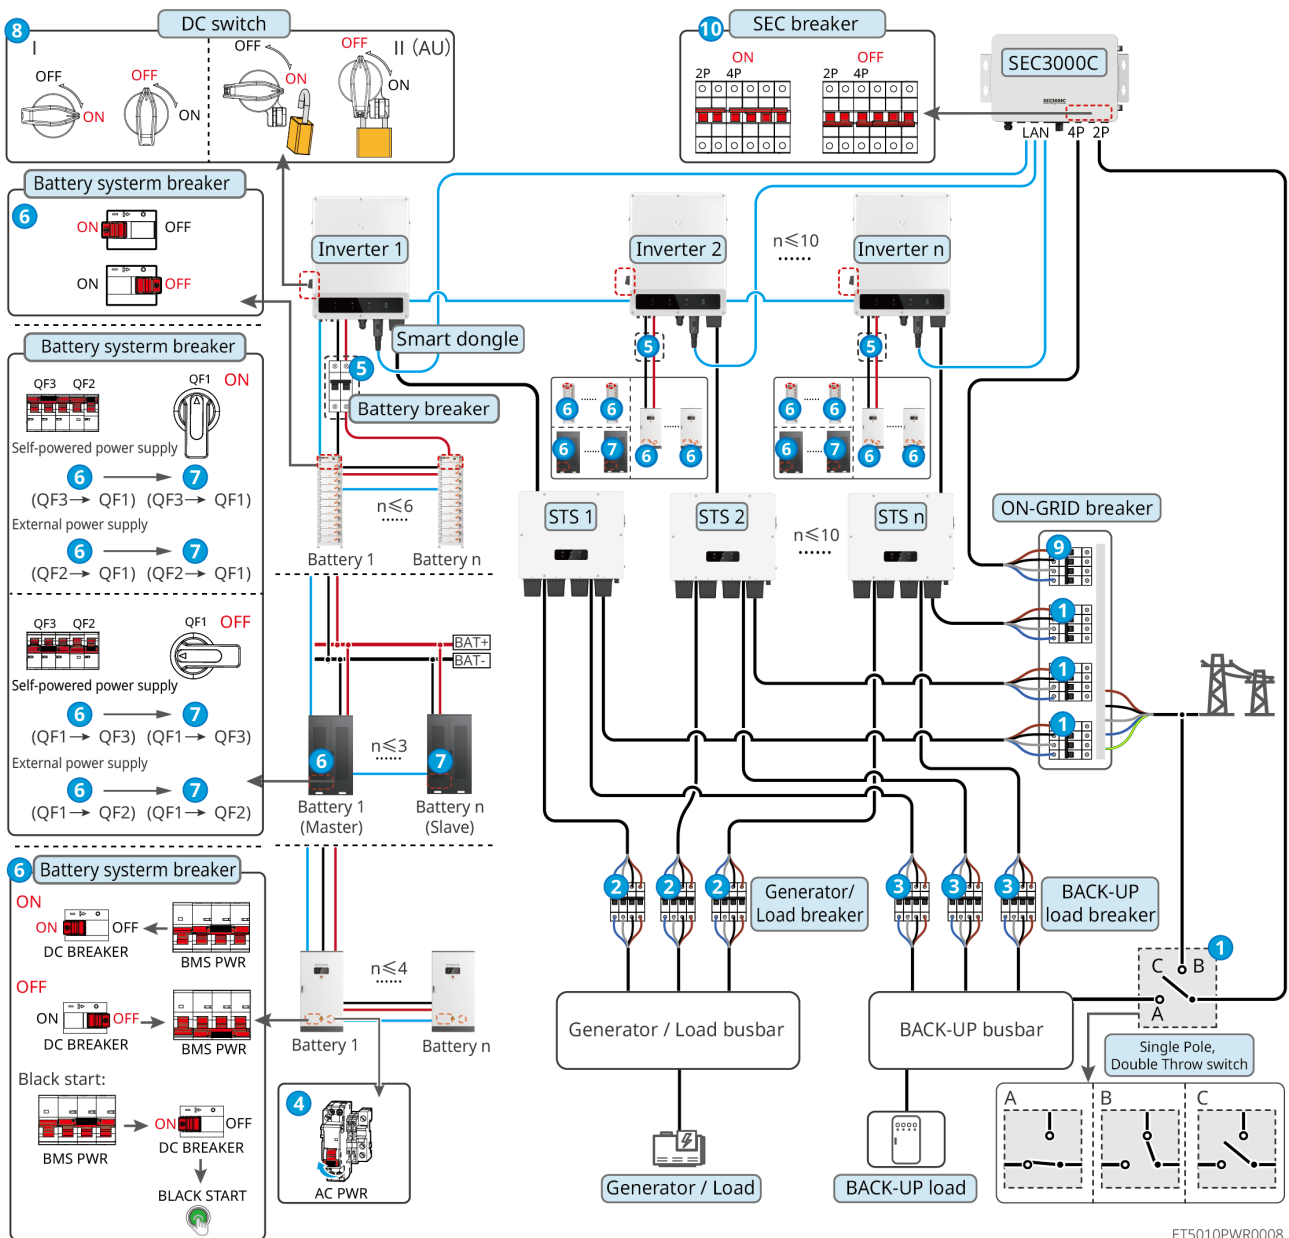 8
DC switch
I
OFF
ON
OFF
ON
II (AU)
OFF
ON
OFF
ON
10
SEC breaker
ON
2P 4P
OFF
2P 4P
SEC3000C
SEC3000C
LAN 4P 2P
Battery systerm breaker
6
ON OFF
ON OFF
Inverter 1
Inverter 2
n≤10
......
Inverter n
Smart dongle
5
Battery breaker
5
5
6 6
6 7
6 6
6 6
6 7
6 6
Battery systerm breaker
QF3 QF2 QF1 ON
Self-powered power supply
6 7
(QF3→ QF1) (QF3→ QF1)
External power supply
6 7
(QF2→ QF1) (QF2→ QF1)
QF3 QF2 QF1 OFF
Self-powered power supply
6 7
(QF1→ QF3) (QF1→ QF3)
External power supply
6 7
(QF1→ QF2) (QF1→ QF2)
n≤6
......
Battery 1
Battery n
STS 1
STS 2
n≤10
......
STS n
ON-GRID breaker
9
1
1
1
BAT+
BAT-
6
n≤3
......
7
Battery 1
(Master)
Battery n
(Slave)
6
Battery systerm breaker
ON
ON OFF
DC BREAKER
BMS PWR
OFF
ON OFF
DC BREAKER
BMS PWR
Black start:
BMS PWR
ON OFF
DC BREAKER
BLACK START
n≤4
......
Battery 1
Battery n
4
AC PWR
2 2 2
Generator/
Load breaker
3 3 3
BACK-UP
load breaker
Generator / Load busbar
BACK-UP busbar
Generator / Load
BACK-UP load
1
C B
A
Single Pole,
Double Throw switch
A B C
ET5010PWR0008